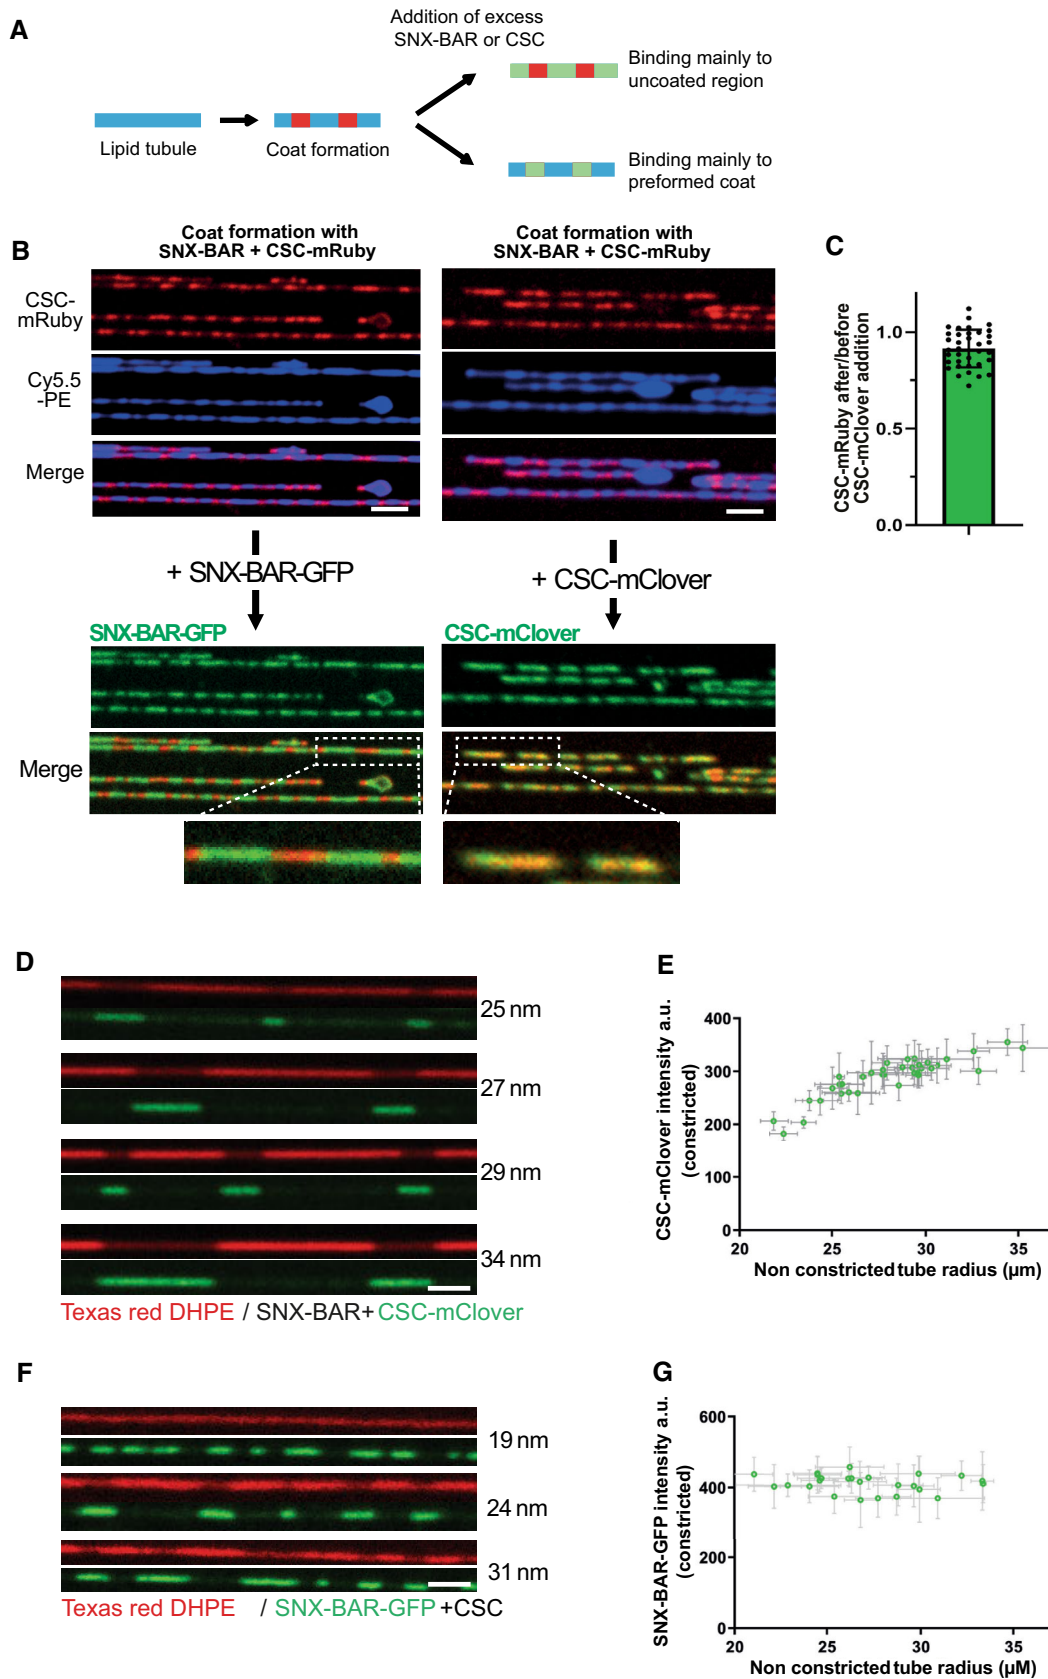 A
Addition of excess
SNX-BAR or CSC
Binding mainly to
uncoated region
Lipid tubule
Coat formation
Binding mainly to
preformed coat
B
Coat formation with
SNX-BAR + CSC-mRuby
Coat formation with
SNX-BAR + CSC-mRuby
CSC-
mRuby
Cy5.5
-PE
Merge
+ SNX-BAR-GFP
+ CSC-mClover
SNX-BAR-GFP
CSC-mClover
Merge
C
CSC-mRuby after/before
CSC-mClover addition
1.0
0.5
0.0
D
25 nm
27 nm
29 nm
34 nm
Texas red DHPE / SNX-BAR+ CSC-mClover
E
CSC-mClover intensity a.u.
(constricted)
400
300
200
100
0
20 25 30 35
Non constricted tube radius (µm)
F
19 nm
24 nm
31 nm
Texas red DHPE / SNX-BAR-GFP +CSC
G
SNX-BAR-GFP intensity a.u.
(constricted)
600
400
200
0
20 25 30 35
Non constricted tube radius (µM)